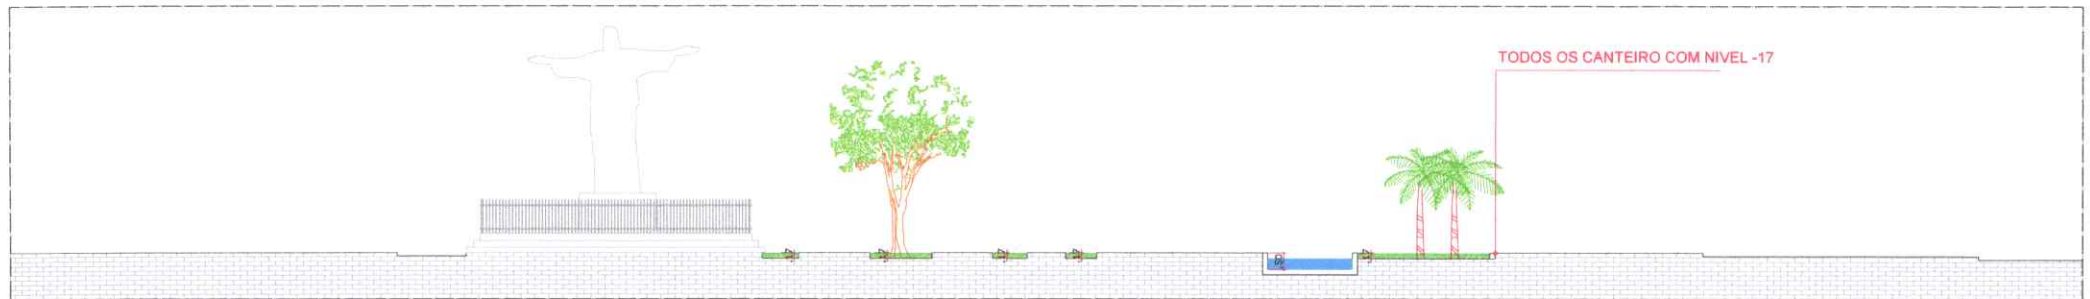 TODOS OS CANTEIRO COM NIVEL -17